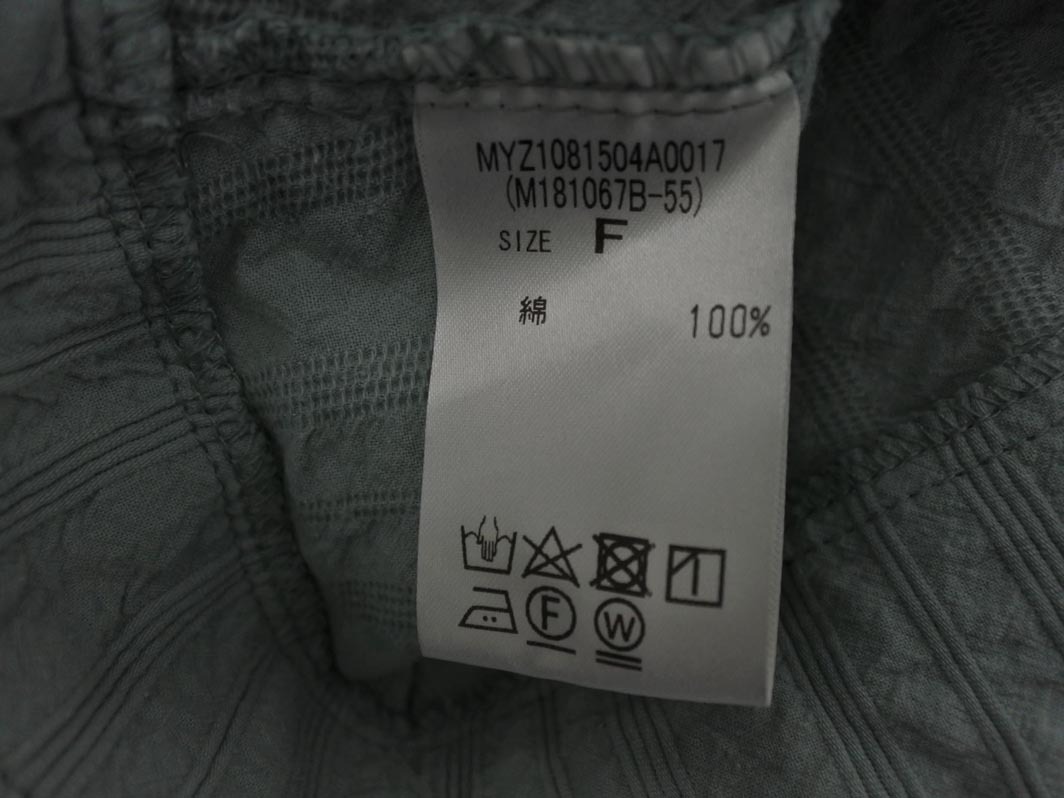 MYZ1081504A0017
(M181067B-55)
SIZE F
綿 100%
F W